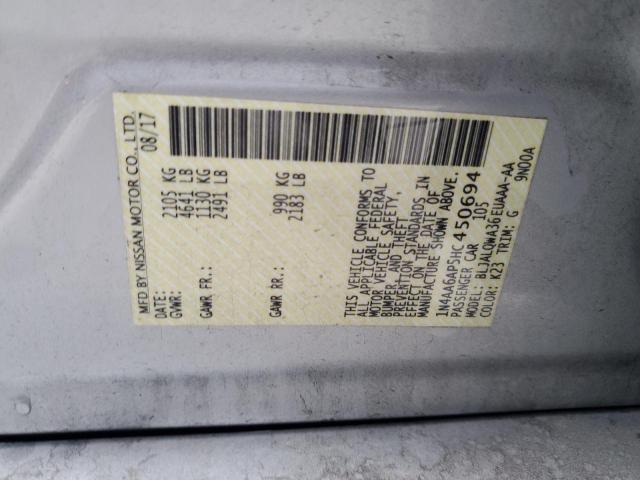 MFD BY NISSAN MOTOR CO., LTD.
DATE: 08/17
GVWR: 2105 KG
4641 LB
GAWR FR.: 1130 KG
2491 LB
GAWR RR.: 990 KG
2183 LB
THIS VEHICLE CONFORMS TO
ALL APPLICABLE FEDERAL
MOTOR VEHICLE SAFETY,
BUMPER, AND THEFT
PREVENTION STANDARDS IN
EFFECT ON THE DATE OF
MANUFACTURE SHOWN ABOVE.
1N4AA6AP5HC450694
PASSENGER CAR 105
MODEL: BLJALQWA36EUAAA-AA
COLOR: K23 TRIM: G 9N00A